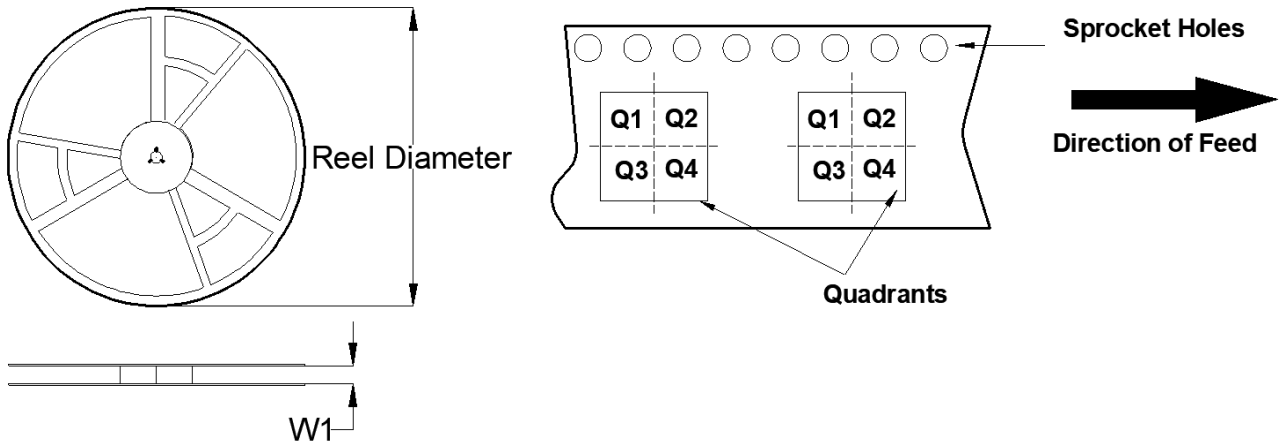 Reel Diameter
W1
Sprocket Holes
Q1 Q2 Q1 Q2
Q3 Q4 Q3 Q4
Direction of Feed
Quadrants